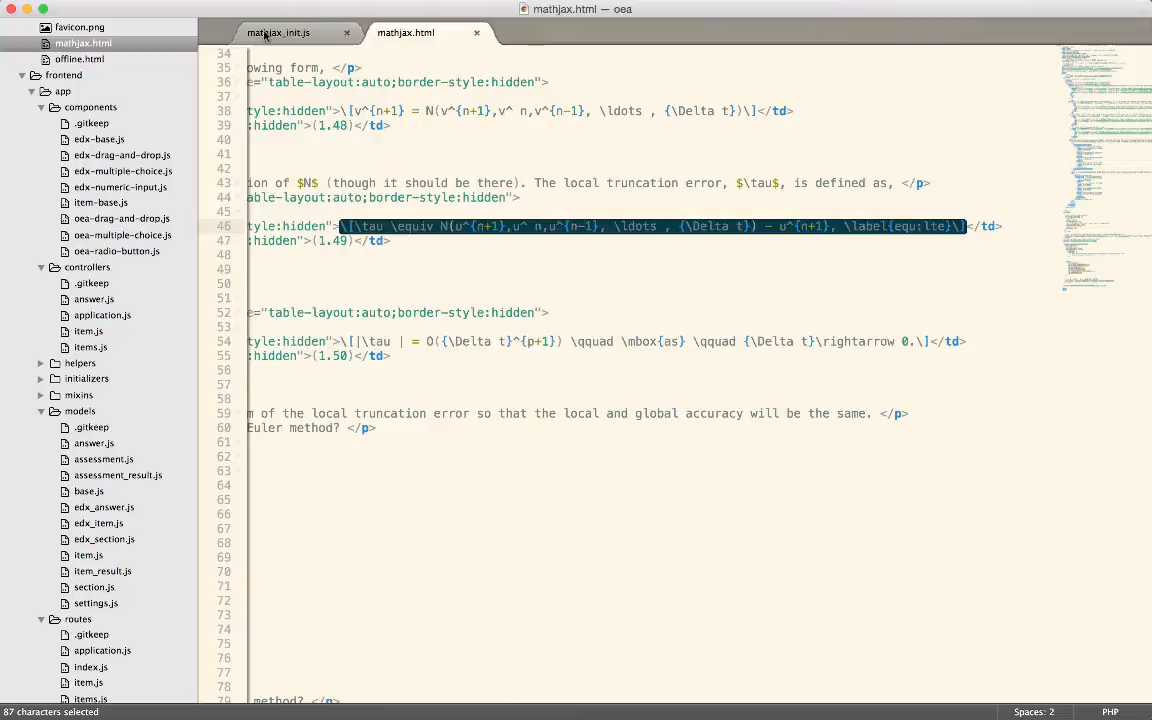 mathjax.html — oea
favicon.png
mathjax.html
offline.html
frontend
app
components
.gitkeep
edx-base.js
edx-drag-and-drop.js
edx-multiple-choice.js
edx-numeric-input.js
item-base.js
oea-drag-and-drop.js
oea-multiple-choice.js
oea-radio-button.js
controllers
.gitkeep
answer.js
application.js
item.js
items.js
helpers
initializers
mixins
models
.gitkeep
answer.js
assessment.js
assessment_result.js
base.js
edx_answer.js
edx_item.js
edx_section.js
item.js
item_result.js
section.js
settings.js
routes
.gitkeep
application.js
index.js
item.js
items.js
mathjax_init.js × mathjax.html ×
34
35 owing form, </p>
36 e="table-layout:auto;border-style:hidden">
37
38 tyle:hidden">\[v^{n+1} = N(v^{n+1},v^ n,v^{n-1}, \ldots , {\Delta t})\]</td>
39 :hidden">(1.48)</td>
40
41
42
43 ion of $N$ (though it should be there). The local truncation error, $\tau$, is defined as, </p>
44 able-layout:auto;border-style:hidden">
45
46 tyle:hidden">\[\tau \equiv N(u^{n+1},u^ n,u^{n-1}, \ldots , {\Delta t}) - u^{n+1}, \label{equ:lte}\]</td>
47 :hidden">(1.49)</td>
48
49
50
51
52 e="table-layout:auto;border-style:hidden">
53
54 tyle:hidden">\[|\tau | = O({\Delta t}^{p+1}) \qquad \mbox{as} \qquad {\Delta t}\rightarrow 0.\]</td>
55 :hidden">(1.50)</td>
56
57
58
59 m of the local truncation error so that the local and global accuracy will be the same. </p>
60 Euler method? </p>
61
62
63
64
65
66
67
68
69
70
71
72
73
74
75
76
77
78
79 method? </p>
87 characters selected
Spaces: 2
PHP